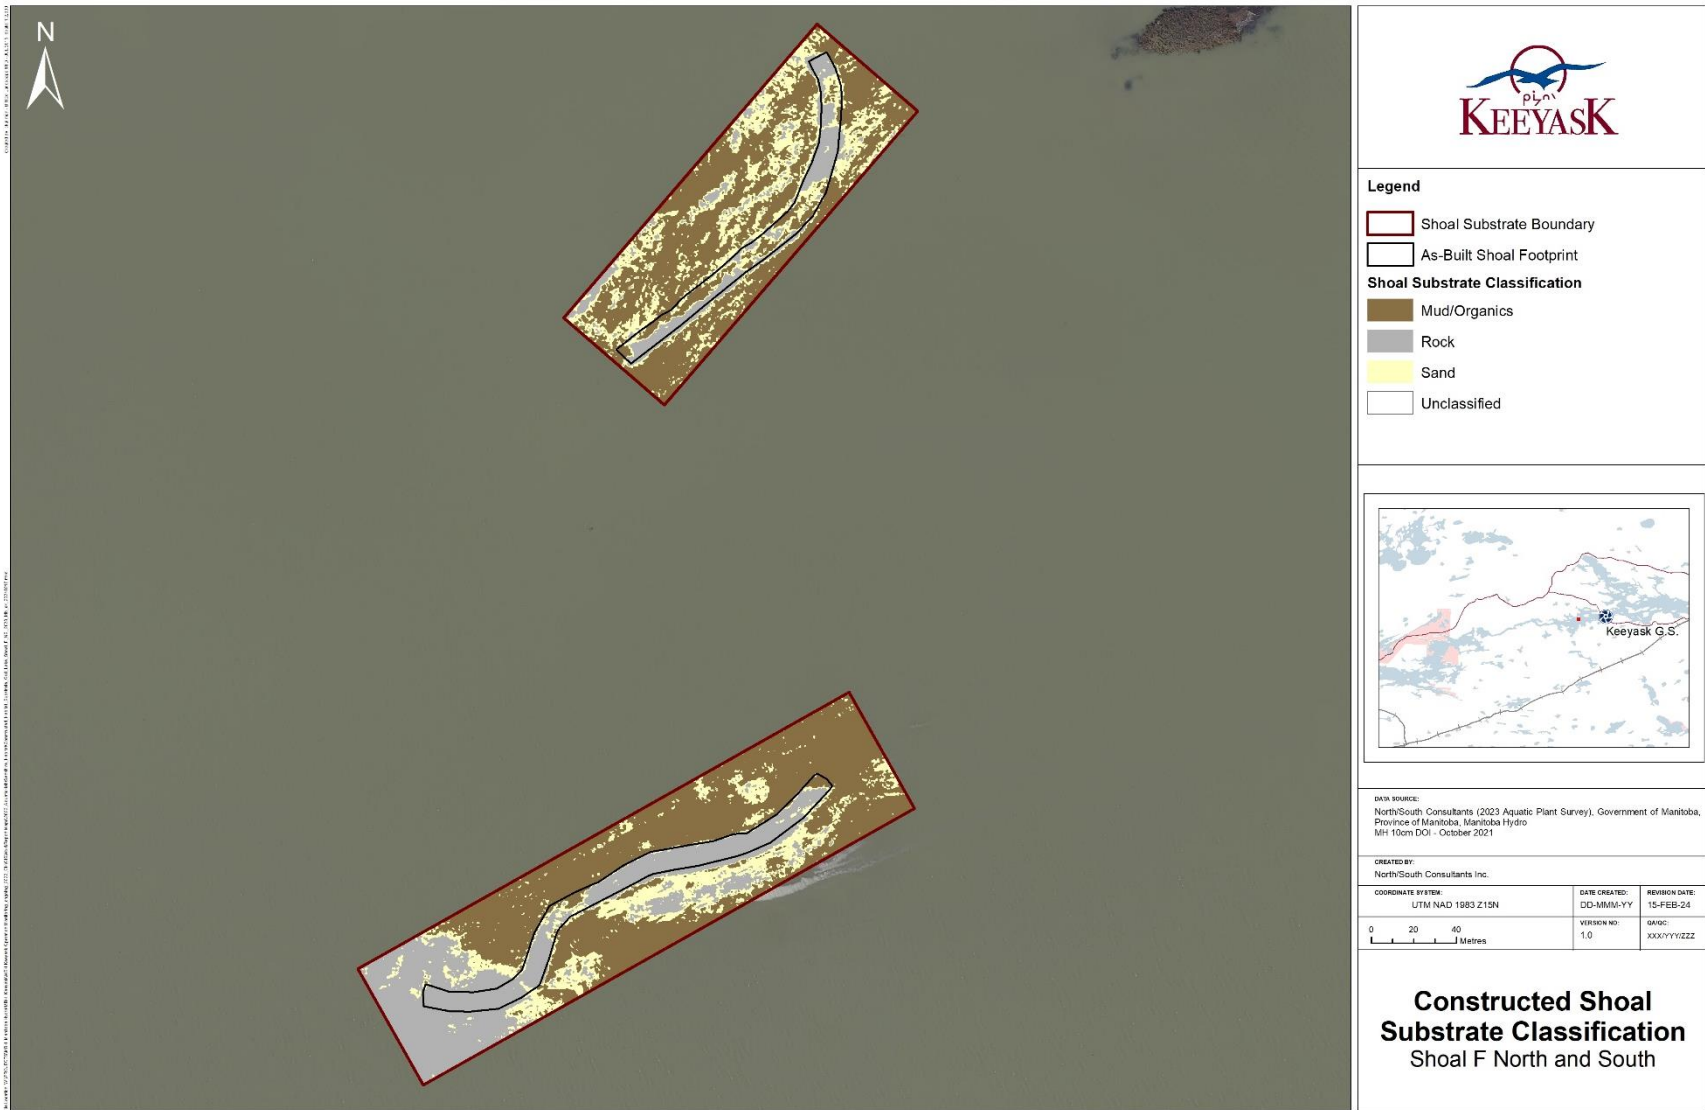 N
KEEYASK
Legend
Shoal Substrate Boundary
As-Built Shoal Footprint
Shoal Substrate Classification
Mud/Organics
Rock
Sand
Unclassified
Keeyask G.S.
DATA SOURCE:
North/South Consultants (2023 Aquatic Plant Survey), Government of Manitoba,
Province of Manitoba, Manitoba Hydro
MH 10cm DOI - October 2021
CREATED BY:
North/South Consultants Inc.
COORDINATE SYSTEM:
UTM NAD 1983 Z15N
DATE CREATED:
DD-MMM-YY
REVISION DATE:
15-FEB-24
0 20 40
Metres
VERSION NO:
1.0
QA/QC:
XXX/YYY/ZZZ
Constructed Shoal
Substrate Classification
Shoal F North and South